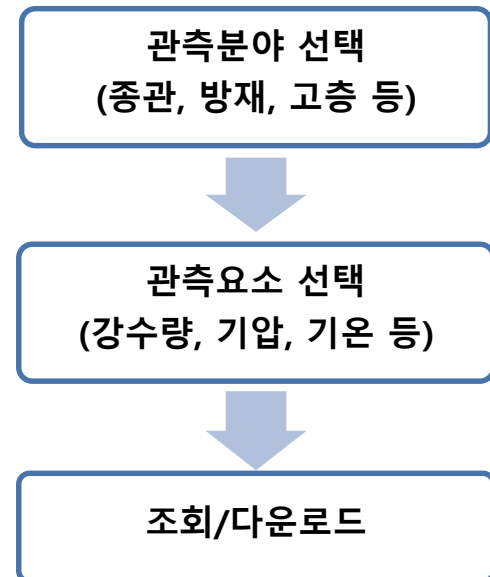 관측분야 선택
(종관, 방재, 고층 등)
관측요소 선택
(강수량, 기압, 기온 등)
조회/다운로드